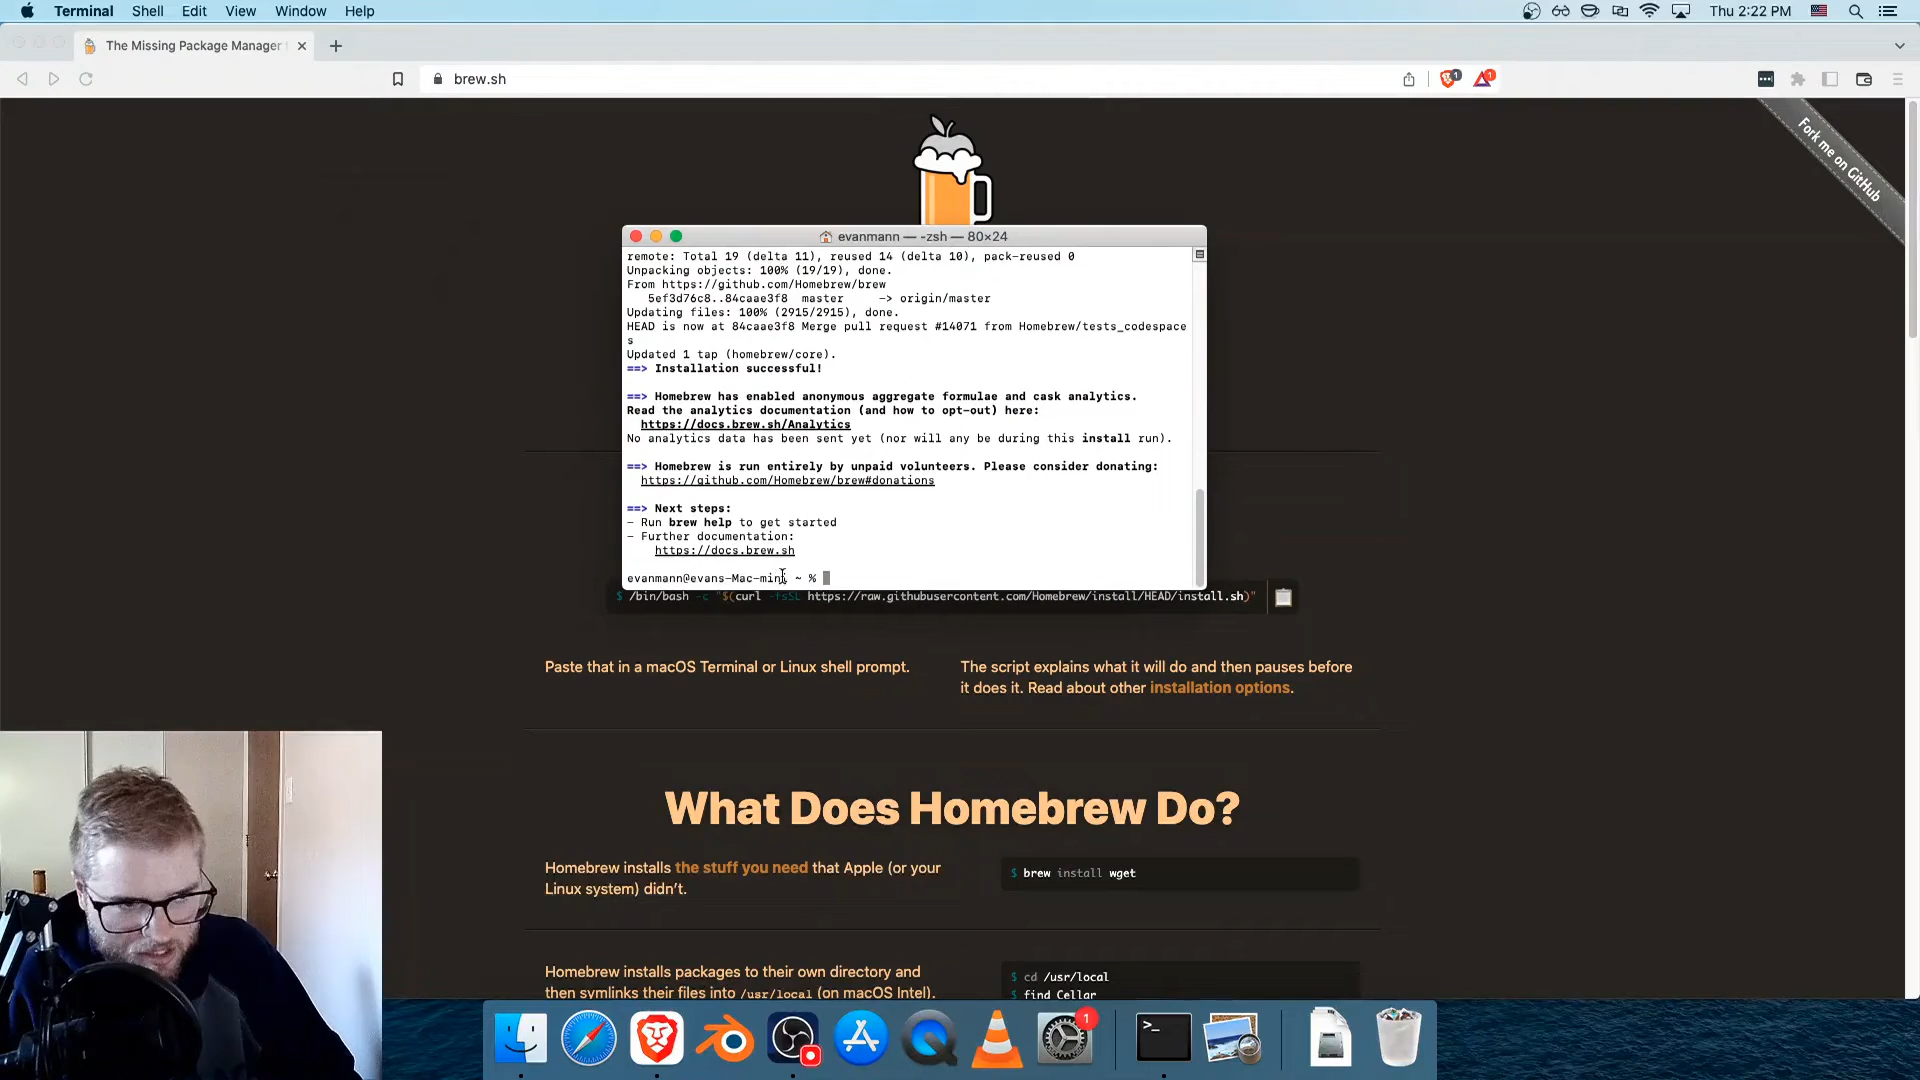 Terminal Shell Edit View Window Help Thu 2:22 PM
The Missing Package Manager
brew.sh
1 1
Fork me on GitHub
evanmann — -zsh — 80×24
remote: Total 19 (delta 11), reused 14 (delta 10), pack-reused 0
Unpacking objects: 100% (19/19), done.
From https://github.com/Homebrew/brew
5ef3d76c8..84caae3f8 master -> origin/master
Updating files: 100% (2915/2915), done.
HEAD is now at 84caae3f8 Merge pull request #14071 from Homebrew/tests_codespace
s
Updated 1 tap (homebrew/core).
==> Installation successful!
==> Homebrew has enabled anonymous aggregate formulae and cask analytics.
Read the analytics documentation (and how to opt-out) here:
https://docs.brew.sh/Analytics
No analytics data has been sent yet (nor will any be during this install run).
==> Homebrew is run entirely by unpaid volunteers. Please consider donating:
https://github.com/Homebrew/brew#donations
==> Next steps:
- Run brew help to get started
- Further documentation:
https://docs.brew.sh
evanmann@evans-Mac-mini ~ %
$ /bin/bash -c "$(curl -fsSL https://raw.githubusercontent.com/Homebrew/install/HEAD/install.sh)"
Paste that in a macOS Terminal or Linux shell prompt.
The script explains what it will do and then pauses before
it does it. Read about other installation options.
What Does Homebrew Do?
Homebrew installs the stuff you need that Apple (or your
Linux system) didn’t.
$ brew install wget
Homebrew installs packages to their own directory and
then symlinks their files into /usr/local (on macOS Intel).
$ cd /usr/local
$ find Cellar
1
>_